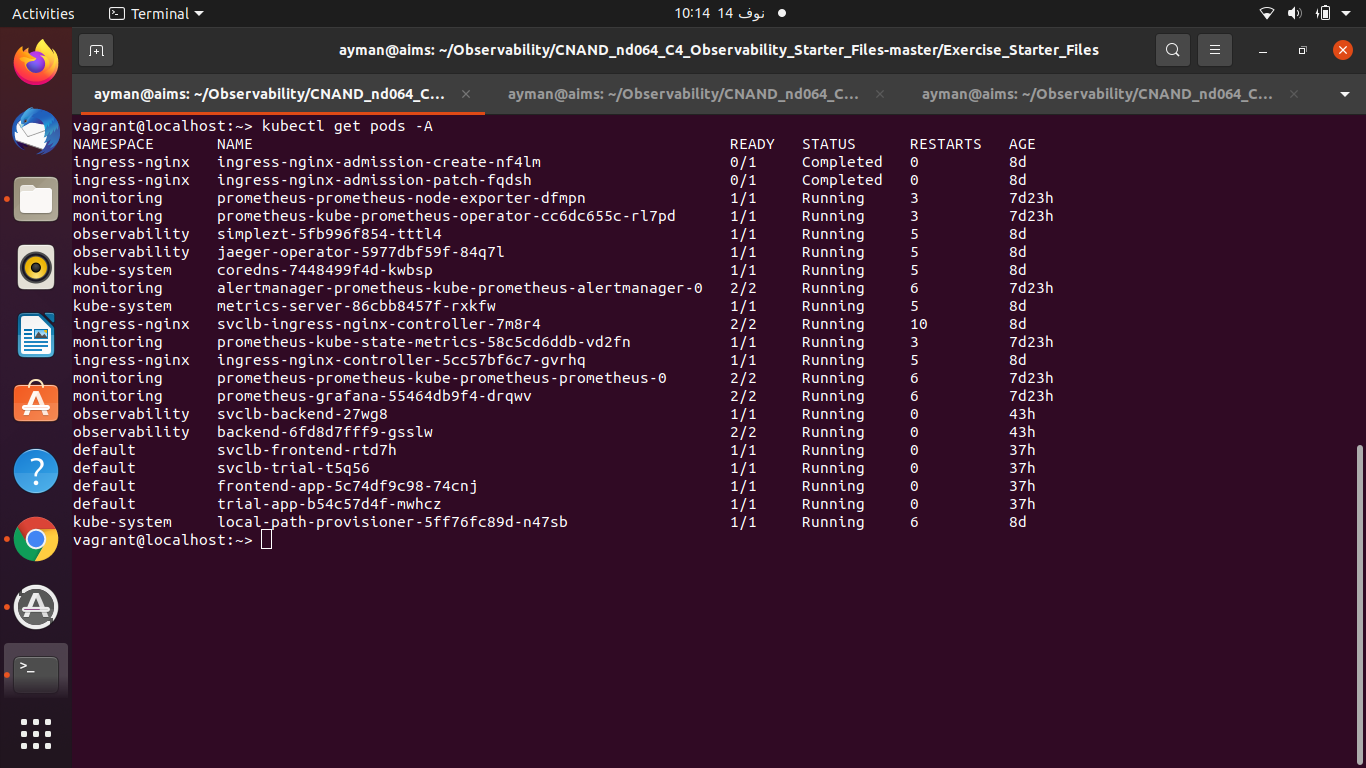 Activities Terminal 10:14 14 نوف
ayman@aims: ~/Observability/CNAND_nd064_C4_Observability_Starter_Files-master/Exercise_Starter_Files
ayman@aims: ~/Observability/CNAND_nd064_C... ayman@aims: ~/Observability/CNAND_nd064_C... ayman@aims: ~/Observability/CNAND_nd064_C...
vagrant@localhost:~> kubectl get pods -A
NAMESPACE NAME READY STATUS RESTARTS AGE
ingress-nginx ingress-nginx-admission-create-nf4lm 0/1 Completed 0 8d
ingress-nginx ingress-nginx-admission-patch-fqdsh 0/1 Completed 0 8d
monitoring prometheus-prometheus-node-exporter-dfmpn 1/1 Running 3 7d23h
monitoring prometheus-kube-prometheus-operator-cc6dc655c-rl7pd 1/1 Running 3 7d23h
observability simplezt-5fb996f854-tttl4 1/1 Running 5 8d
observability jaeger-operator-5977dbf59f-84q7l 1/1 Running 5 8d
kube-system coredns-7448499f4d-kwbsp 1/1 Running 5 8d
monitoring alertmanager-prometheus-kube-prometheus-alertmanager-0 2/2 Running 6 7d23h
kube-system metrics-server-86cbb8457f-rxkfw 1/1 Running 5 8d
ingress-nginx svclb-ingress-nginx-controller-7m8r4 2/2 Running 10 8d
monitoring prometheus-kube-state-metrics-58c5cd6ddb-vd2fn 1/1 Running 3 7d23h
ingress-nginx ingress-nginx-controller-5cc57bf6c7-gvrhq 1/1 Running 5 8d
monitoring prometheus-prometheus-kube-prometheus-prometheus-0 2/2 Running 6 7d23h
monitoring prometheus-grafana-55464db9f4-drqwv 2/2 Running 6 7d23h
observability svclb-backend-27wg8 1/1 Running 0 43h
observability backend-6fd8d7fff9-gsslw 2/2 Running 0 43h
default svclb-frontend-rtd7h 1/1 Running 0 37h
default svclb-trial-t5q56 1/1 Running 0 37h
default frontend-app-5c74df9c98-74cnj 1/1 Running 0 37h
default trial-app-b54c57d4f-mwhcz 1/1 Running 0 37h
kube-system local-path-provisioner-5ff76fc89d-n47sb 1/1 Running 6 8d
vagrant@localhost:~>